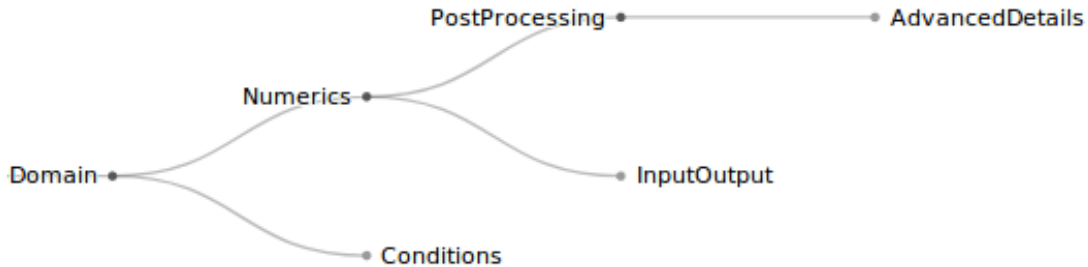 PostProcessing
AdvancedDetails
Numerics
Domain
InputOutput
Conditions